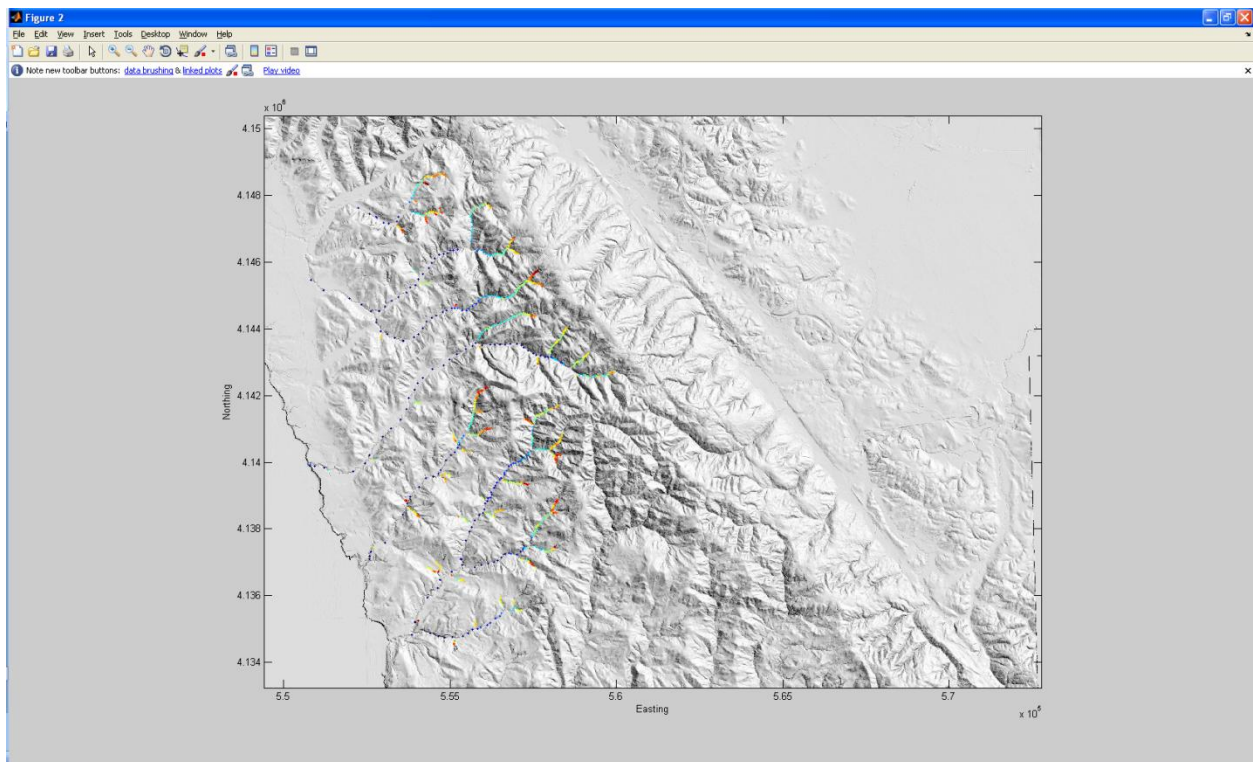 Figure 2
File Edit View Insert Tools Desktop Window Help
Note new toolbar buttons: data brushing & linked plots Play video
x 10^6
4.15
4.148
4.146
4.144
4.142
4.14
4.138
4.136
4.134
Northing
5.5 5.55 5.6 5.65 5.7
Easting
x 10^5